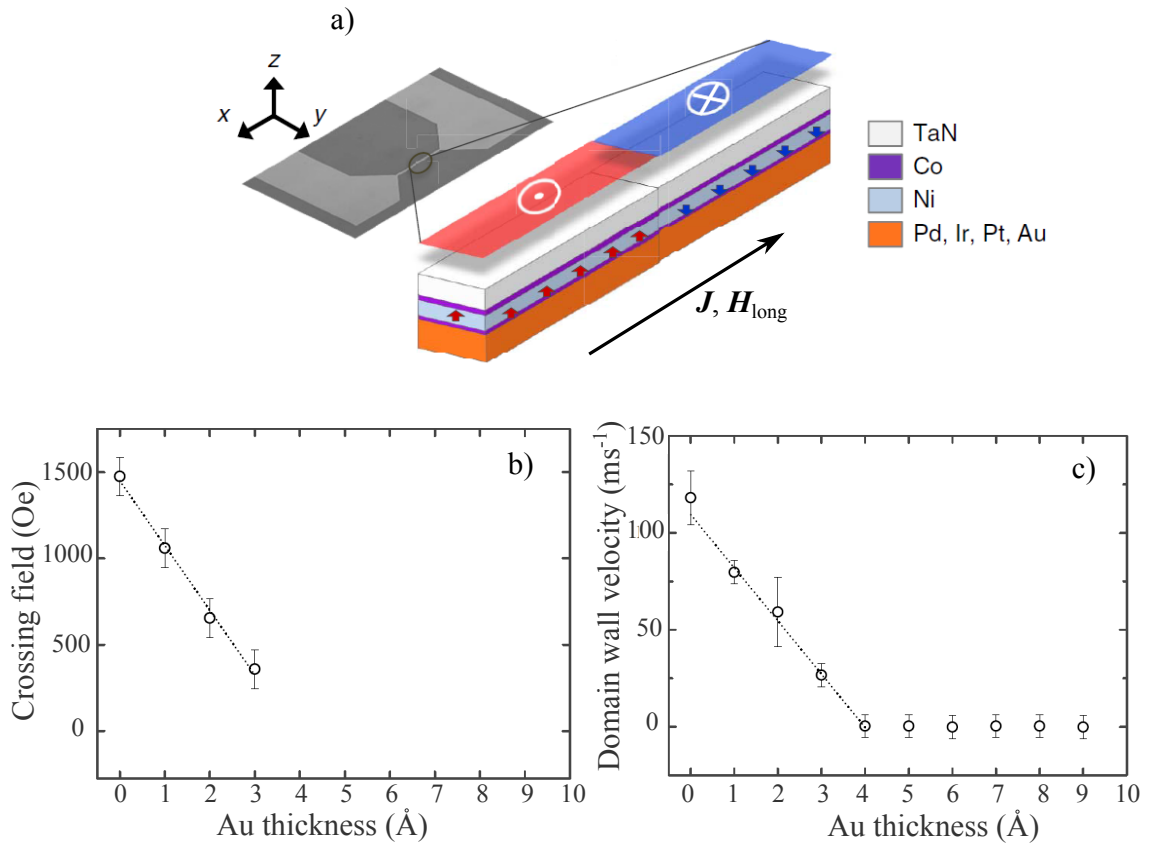 a)
z
x
y
TaN
Co
Ni
Pd, Ir, Pt, Au
J, Hlong
b)
Crossing field (Oe)
1500
1000
500
0
0 1 2 3 4 5 6 7 8 9 10
Au thickness (Å)
c)
Domain wall velocity (ms-1)
150
100
50
0
0 1 2 3 4 5 6 7 8 9 10
Au thickness (Å)